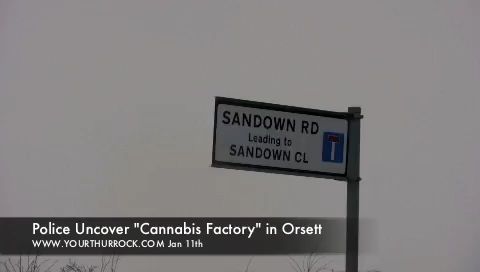 SANDOWN RD
Leading to
SANDOWN CL
Police Uncover "Cannabis Factory" in Orsett
WWW.YOURTHURROCK.COM Jan 11th